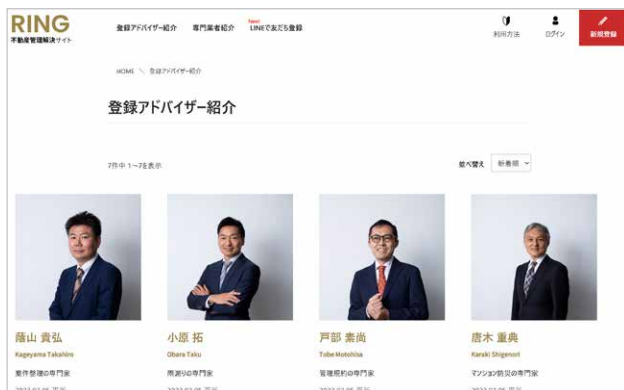 RING
不動産管理解決サイト
登録アドバイザー紹介 専門業者紹介 New! LINEで友だち登録
利用方法 ログイン 新規登録
HOME \ 登録アドバイザー紹介
登録アドバイザー紹介
7件中 1～7を表示
並べ替え 新着順
蔭山 貴弘 小原 拓 戸部 素尚 唐木 重典
Kageyama Takahiro Obara Taku Tobe Motohisa Karaki Shigenori
案件整理の専門家 雨漏りの専門家 管理規約の専門家 マンション防災の専門家